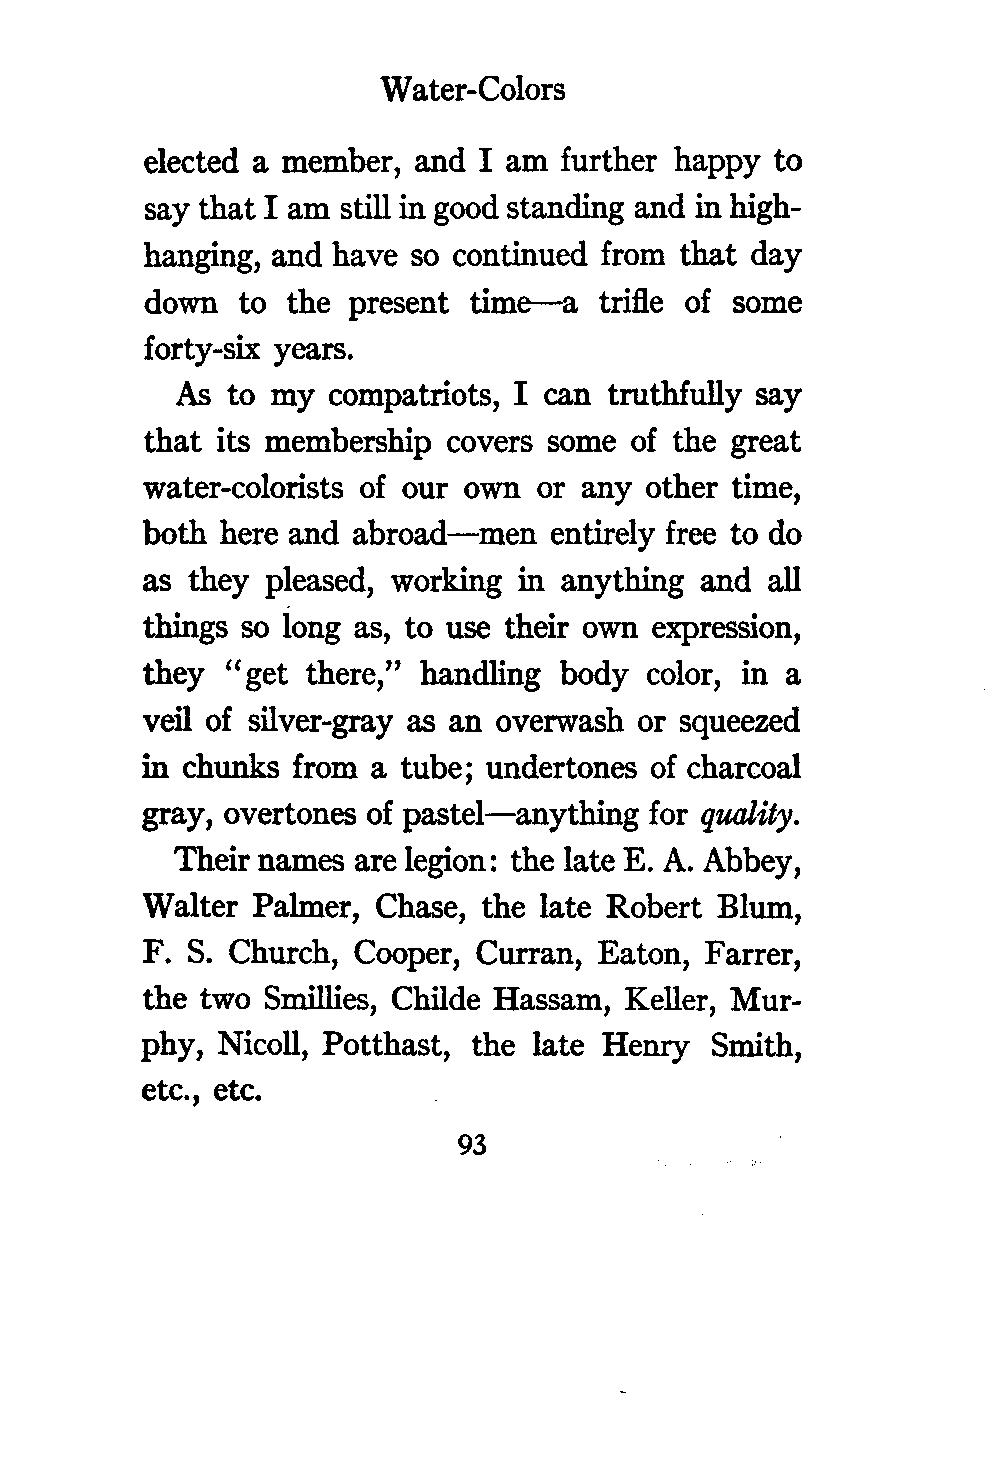 Water-Colors
elected a member, and I am further happy to
say that I am still in good standing and in high-
hanging, and have so continued from that day
down to the present time—a trifle of some
forty-six years.
As to my compatriots, I can truthfully say
that its membership covers some of the great
water-colorists of our own or any other time,
both here and abroad—men entirely free to do
as they pleased, working in anything and all
things so long as, to use their own expression,
they “get there,” handling body color, in a
veil of silver-gray as an overwash or squeezed
in chunks from a tube; undertones of charcoal
gray, overtones of pastel—anything for quality.
Their names are legion: the late E. A. Abbey,
Walter Palmer, Chase, the late Robert Blum,
F. S. Church, Cooper, Curran, Eaton, Farrer,
the two Smillies, Childe Hassam, Keller, Mur-
phy, Nicoll, Potthast, the late Henry Smith,
etc., etc.
93